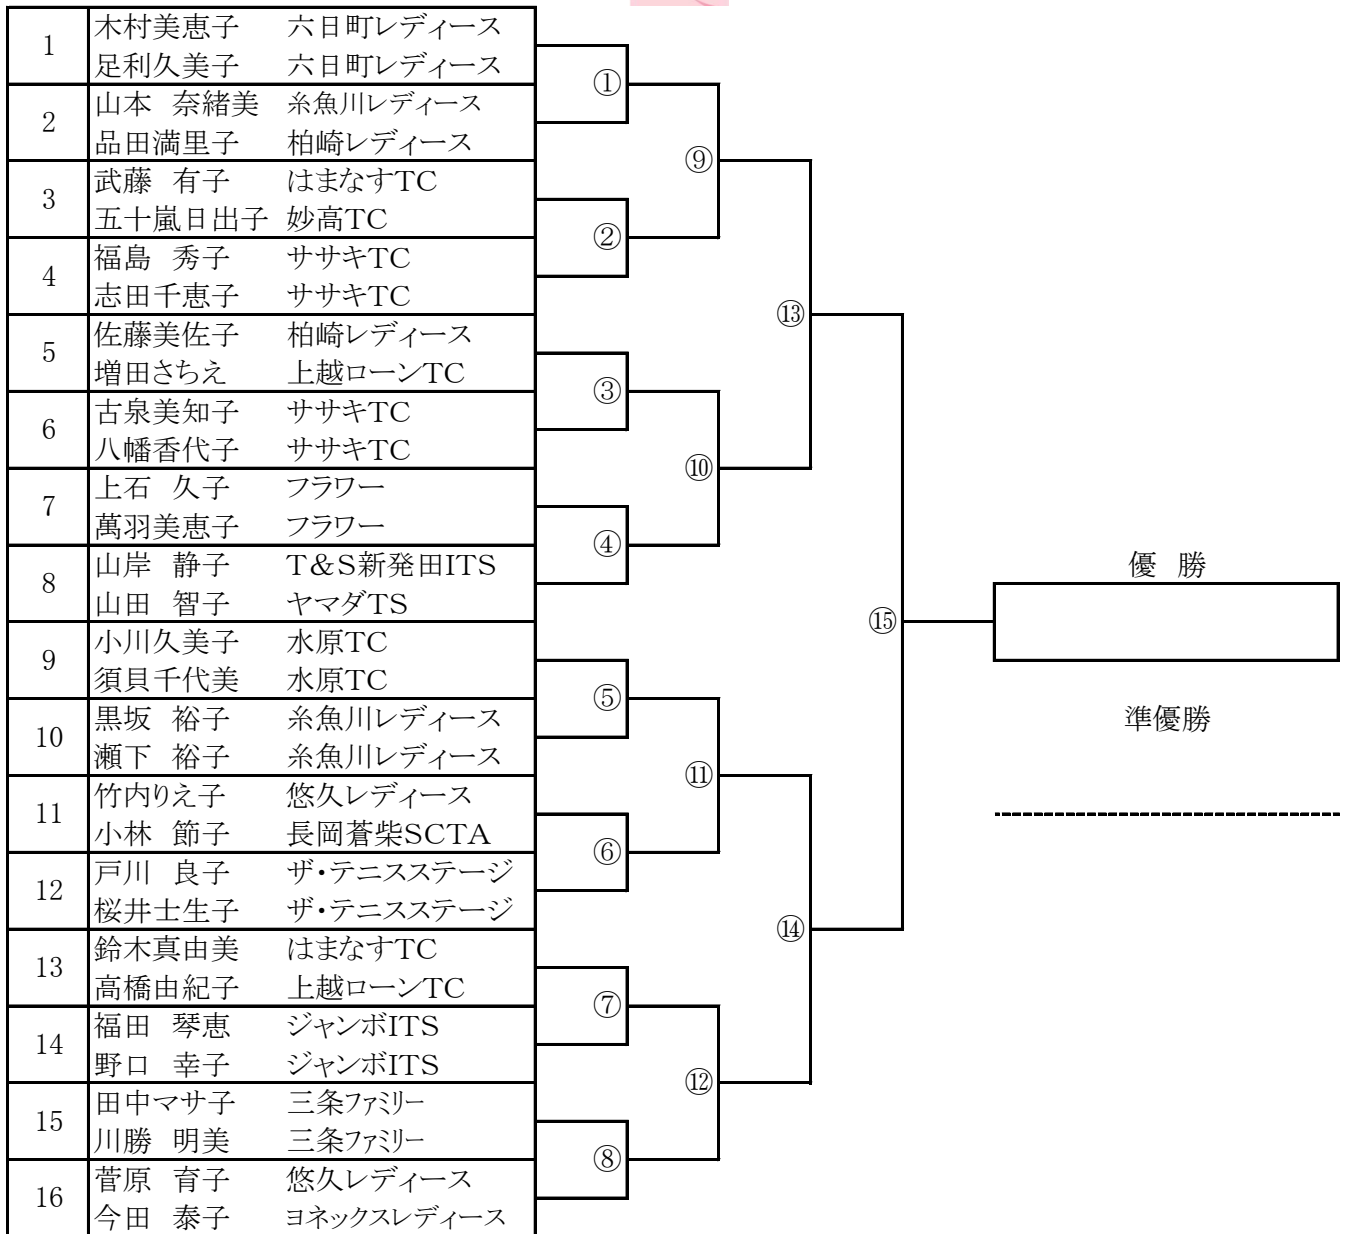 1
木村美恵子 六日町レディース
足利久美子 六日町レディース
①
2
山本 奈緒美 糸魚川レディース
品田満里子 柏崎レディース
⑨
3
武藤 有子 はまなすTC
五十嵐日出子 妙高TC
②
4
福島 秀子 ササキTC
志田千恵子 ササキTC
⑬
5
佐藤美佐子 柏崎レディース
増田さちえ 上越ローンTC
③
6
古泉美知子 ササキTC
八幡香代子 ササキTC
⑩
7
上石 久子 フラワー
萬羽美恵子 フラワー
④
8
山岸 静子 T&S新発田ITS
山田 智子 ヤマダTS
優 勝
⑮
9
小川久美子 水原TC
須貝千代美 水原TC
⑤
10
黒坂 裕子 糸魚川レディース
瀬下 裕子 糸魚川レディース
準優勝
⑪
11
竹内りえ子 悠久レディース
小林 節子 長岡蒼柴SCTA
⑥
12
戸川 良子 ザ・テニスステージ
桜井士生子 ザ・テニスステージ
⑭
13
鈴木真由美 はまなすTC
高橋由紀子 上越ローンTC
⑦
14
福田 琴恵 ジャンボITS
野口 幸子 ジャンボITS
⑫
15
田中マサ子 三条ファミリー
川勝 明美 三条ファミリー
⑧
16
菅原 育子 悠久レディース
今田 泰子 ヨネックスレディース